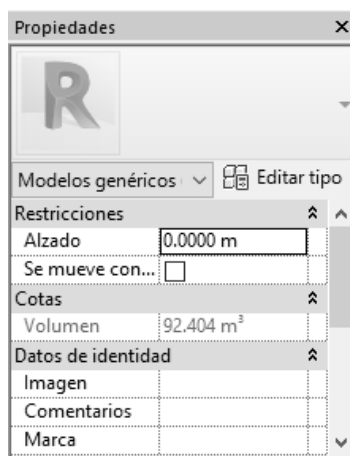 Propiedades
R
Modelos genéricos
Editar tipo
Restricciones
Alzado 0.0000 m
Se mueve con...
Cotas
Volumen 92.404 m³
Datos de identidad
Imagen
Comentarios
Marca